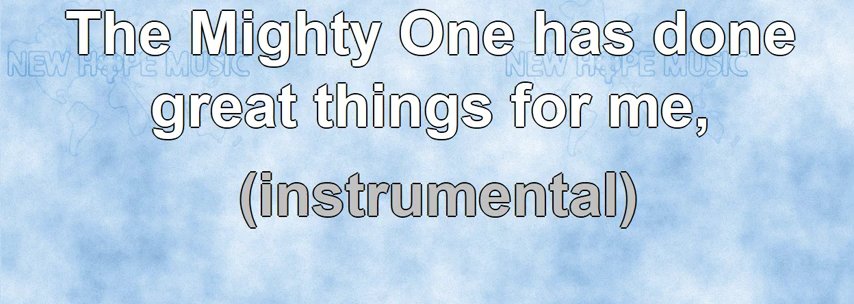 The Mighty One has done
NEW HOPE MUSIC NEW HOPE MUSIC
great things for me,
(instrumental)